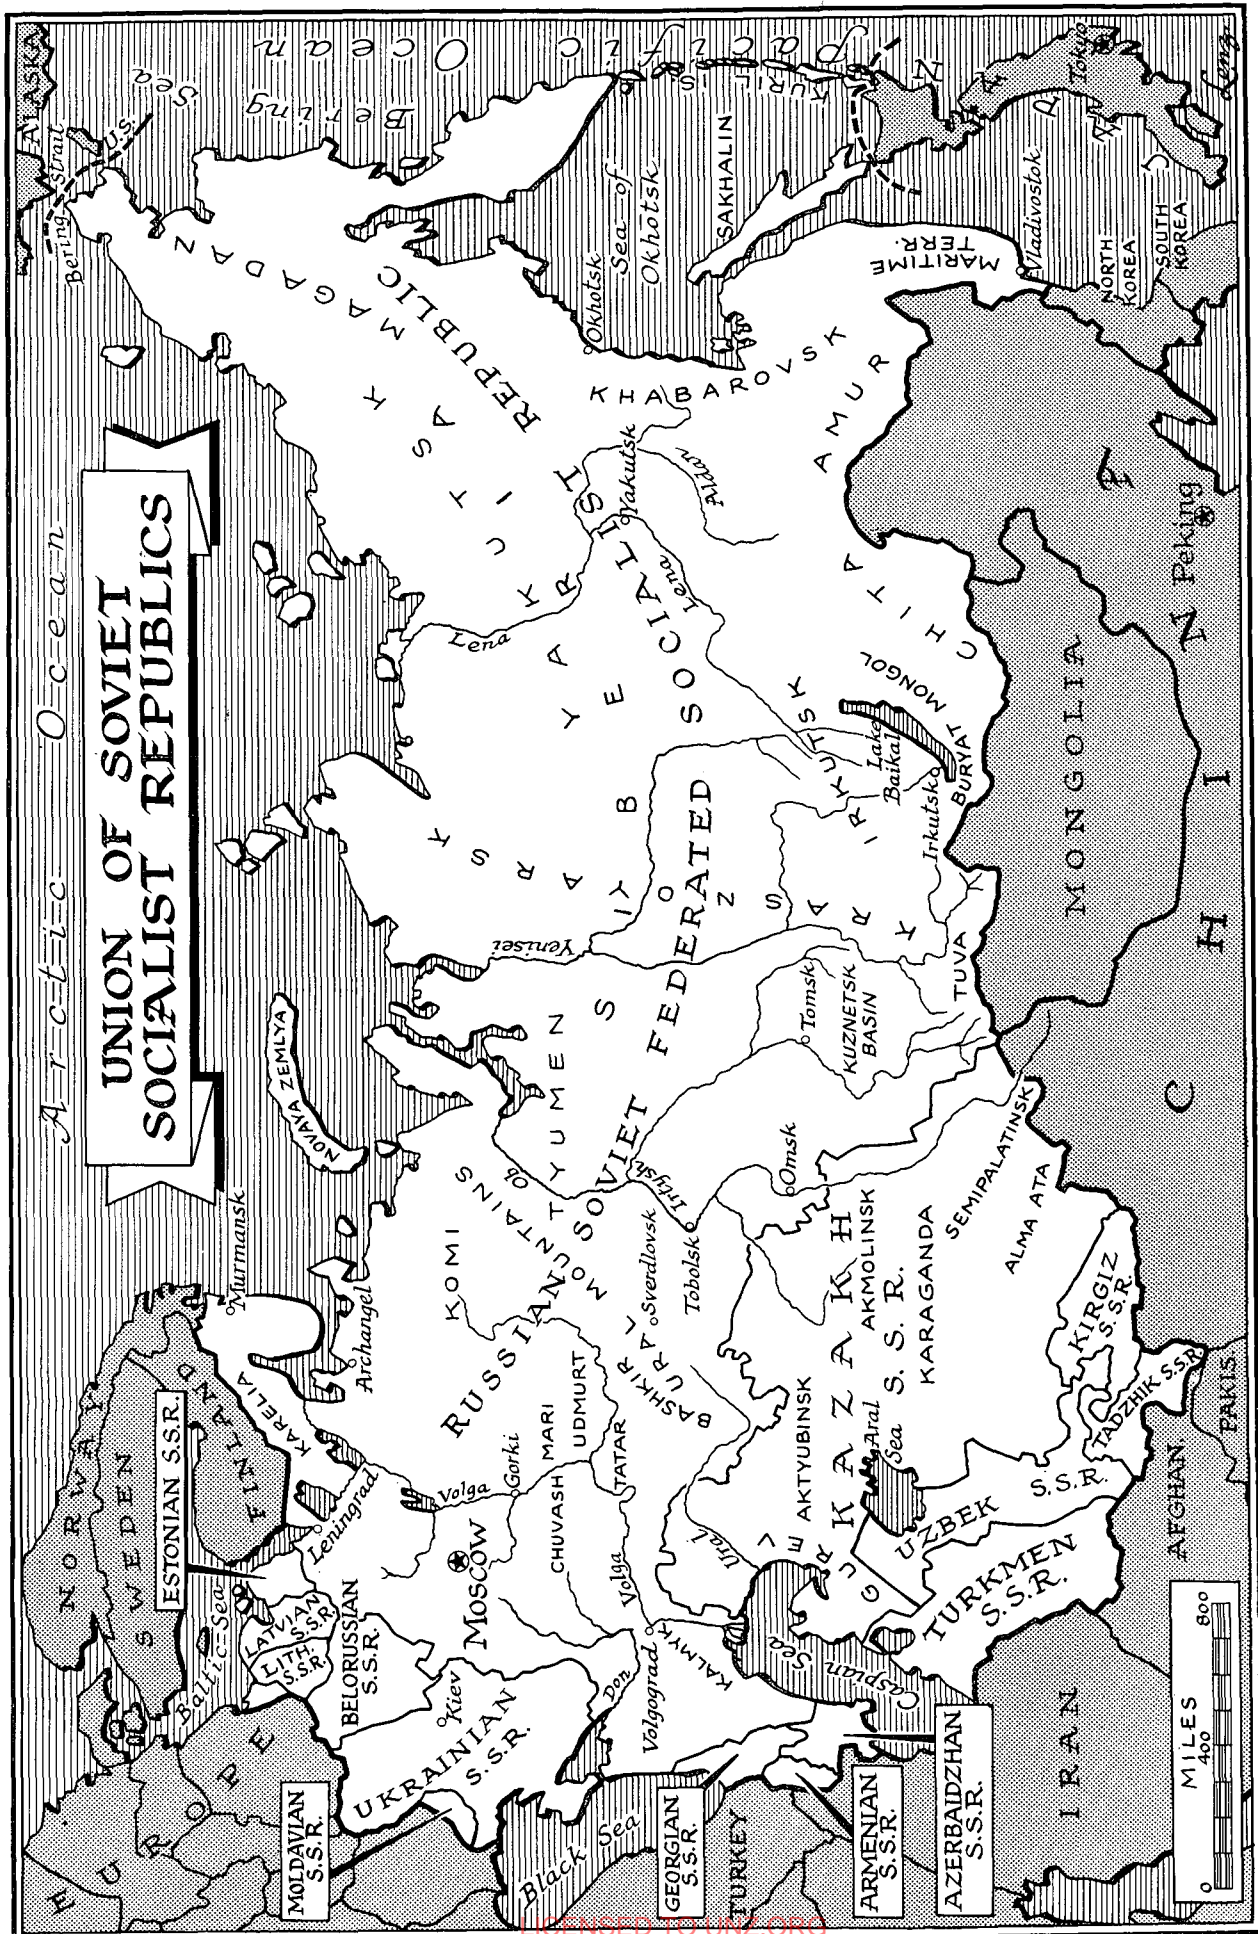 UNION OF SOVIET
SOCIALIST REPUBLICS
Arctic Ocean
ALASKA
Bering Strait
U.S.
Bering
Sea
Pacific Ocean
NORWAY
SWEDEN
FINLAND
EUROPE
Baltic Sea
ESTONIAN S.S.R.
LATVIAN
S.S.R.
LITH.
S.S.R.
BELORUSSIAN
S.S.R.
MOLDAVIAN
S.S.R.
UKRAINIAN
S.S.R.
Kiev
Moscow
Leningrad
KARELIA
Murmansk
Archangel
NOVAYA ZEMLYA
KOMI
Volga
Gorki
CHUVASH
MARI
UDMURT
TATAR
BASHKIR
URAL MOUNTAINS
Sverdlovsk
Tobolsk
Irtysh
Ob
TYUMEN
Omsk
Volga
Don
Volgograd
KALMYK
Ural
Black Sea
GEORGIAN
S.S.R.
TURKEY
ARMENIAN
S.S.R.
AZERBAIDZHAN
S.S.R.
Caspian
Sea
GUREV
AKTYUBINSK
KAZAKH
S.S.R.
AKMOLINSK
KARAGANDA
SEMIPALATINSK
ALMA ATA
Aral
Sea
UZBEK
S.S.R.
TURKMEN
S.S.R.
KIRGIZ
S.S.R.
TADZHIK S.S.R.
IRAN
AFGHAN.
PAKIS.
RUSSIAN SOVIET FEDERATED SOCIALIST REPUBLIC
SIBERIA
Yenisei
KRASNOYARSK
Tomsk
KUZNETSK
BASIN
TUVA
IRKUTSK
Irkutsk
Lake
Baikal
BURYAT MONGOL
CHITA
Lena
Lena
YAKUTSK
Yakutsk
Aldan
AMUR
KHABAROVSK
MAGADAN
Okhotsk
Sea of
Okhotsk
SAKHALIN
KURIL IS.
MARITIME
TERR.
Vladivostok
NORTH
KOREA
SOUTH
KOREA
JAPAN
Tokyo
MONGOLIA
CHINA
Peking
MILES
0 400 800
Lenz.
LICENSED TO UNZ.ORG